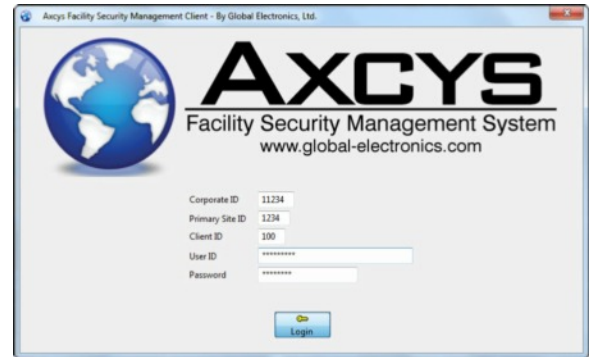 Axcys Facility Security Management Client - By Global Electronics, Ltd.
AXCYS
Facility Security Management System
www.global-electronics.com
Corporate ID 11234
Primary Site ID 1234
Client ID 100
User ID *********
Password ********
Login